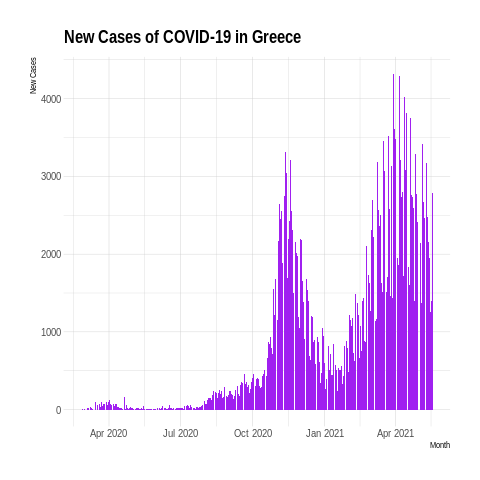 New Cases of COVID-19 in Greece
New Cases
4000
3000
2000
1000
0
Apr 2020 Jul 2020 Oct 2020 Jan 2021 Apr 2021
Month